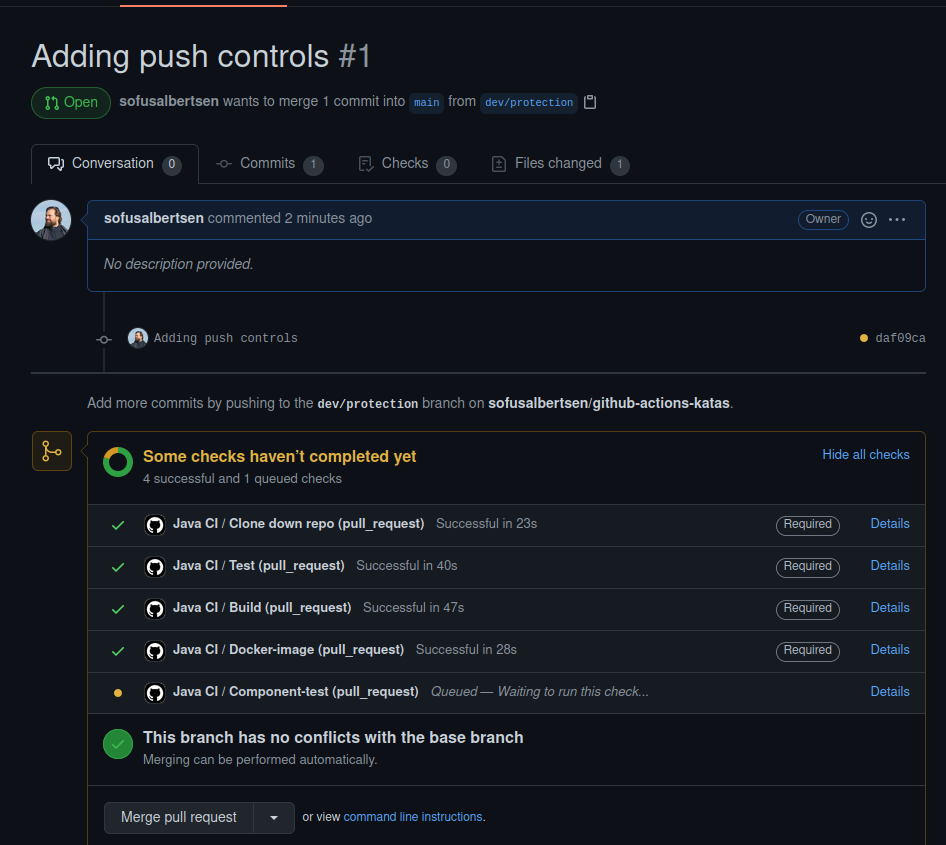 Adding push controls #1
Open sofusalbertsen wants to merge 1 commit into main from dev/protection
Conversation 0 Commits 1 Checks 0 Files changed 1
sofusalbertsen commented 2 minutes ago Owner
No description provided.
Adding push controls daf09ca
Add more commits by pushing to the dev/protection branch on sofusalbertsen/github-actions-katas.
Some checks haven’t completed yet Hide all checks
4 successful and 1 queued checks
Java CI / Clone down repo (pull_request) Successful in 23s Required Details
Java CI / Test (pull_request) Successful in 40s Required Details
Java CI / Build (pull_request) Successful in 47s Required Details
Java CI / Docker-image (pull_request) Successful in 28s Required Details
Java CI / Component-test (pull_request) Queued — Waiting to run this check... Details
This branch has no conflicts with the base branch
Merging can be performed automatically.
Merge pull request or view command line instructions.